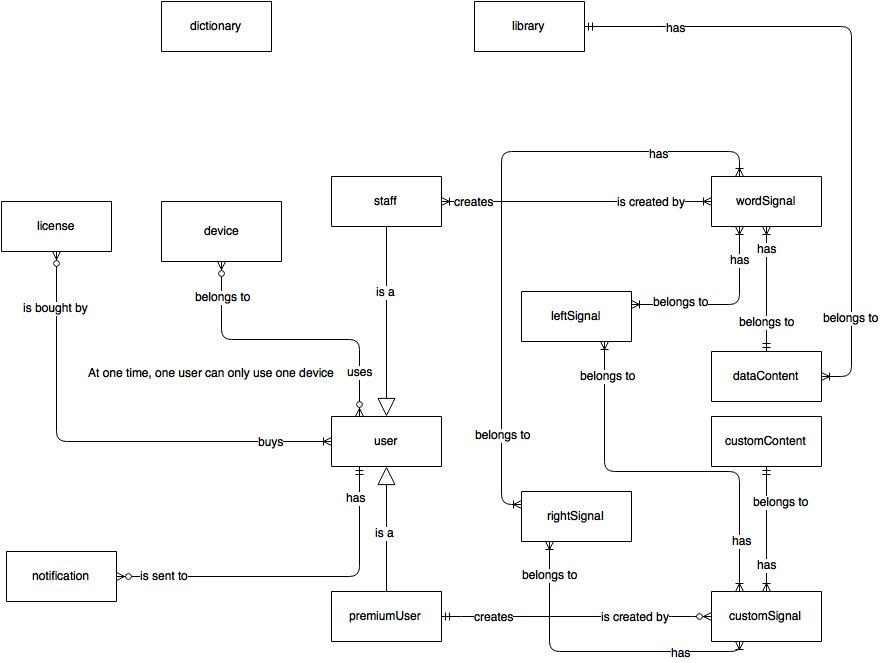 dictionary
library
has
has
staff
creates
is created by
wordSignal
license
device
has
has
is a
belongs to
leftSignal
belongs to
is bought by
belongs to
belongs to
At one time, one user can only use one device
uses
belongs to
dataContent
belongs to
user
buys
customContent
has
belongs to
rightSignal
is a
has
has
notification
is sent to
belongs to
premiumUser
creates
is created by
customSignal
has